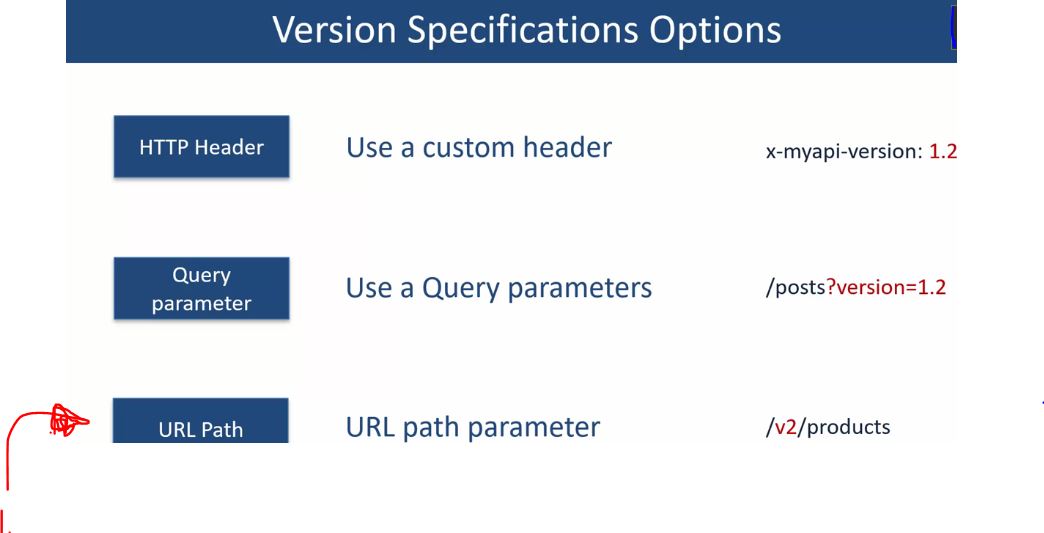 Version Specifications Options
HTTP Header
Use a custom header
x-myapi-version: 1.2
Query
parameter
Use a Query parameters
/posts?version=1.2
URL Path
URL path parameter
/v2/products